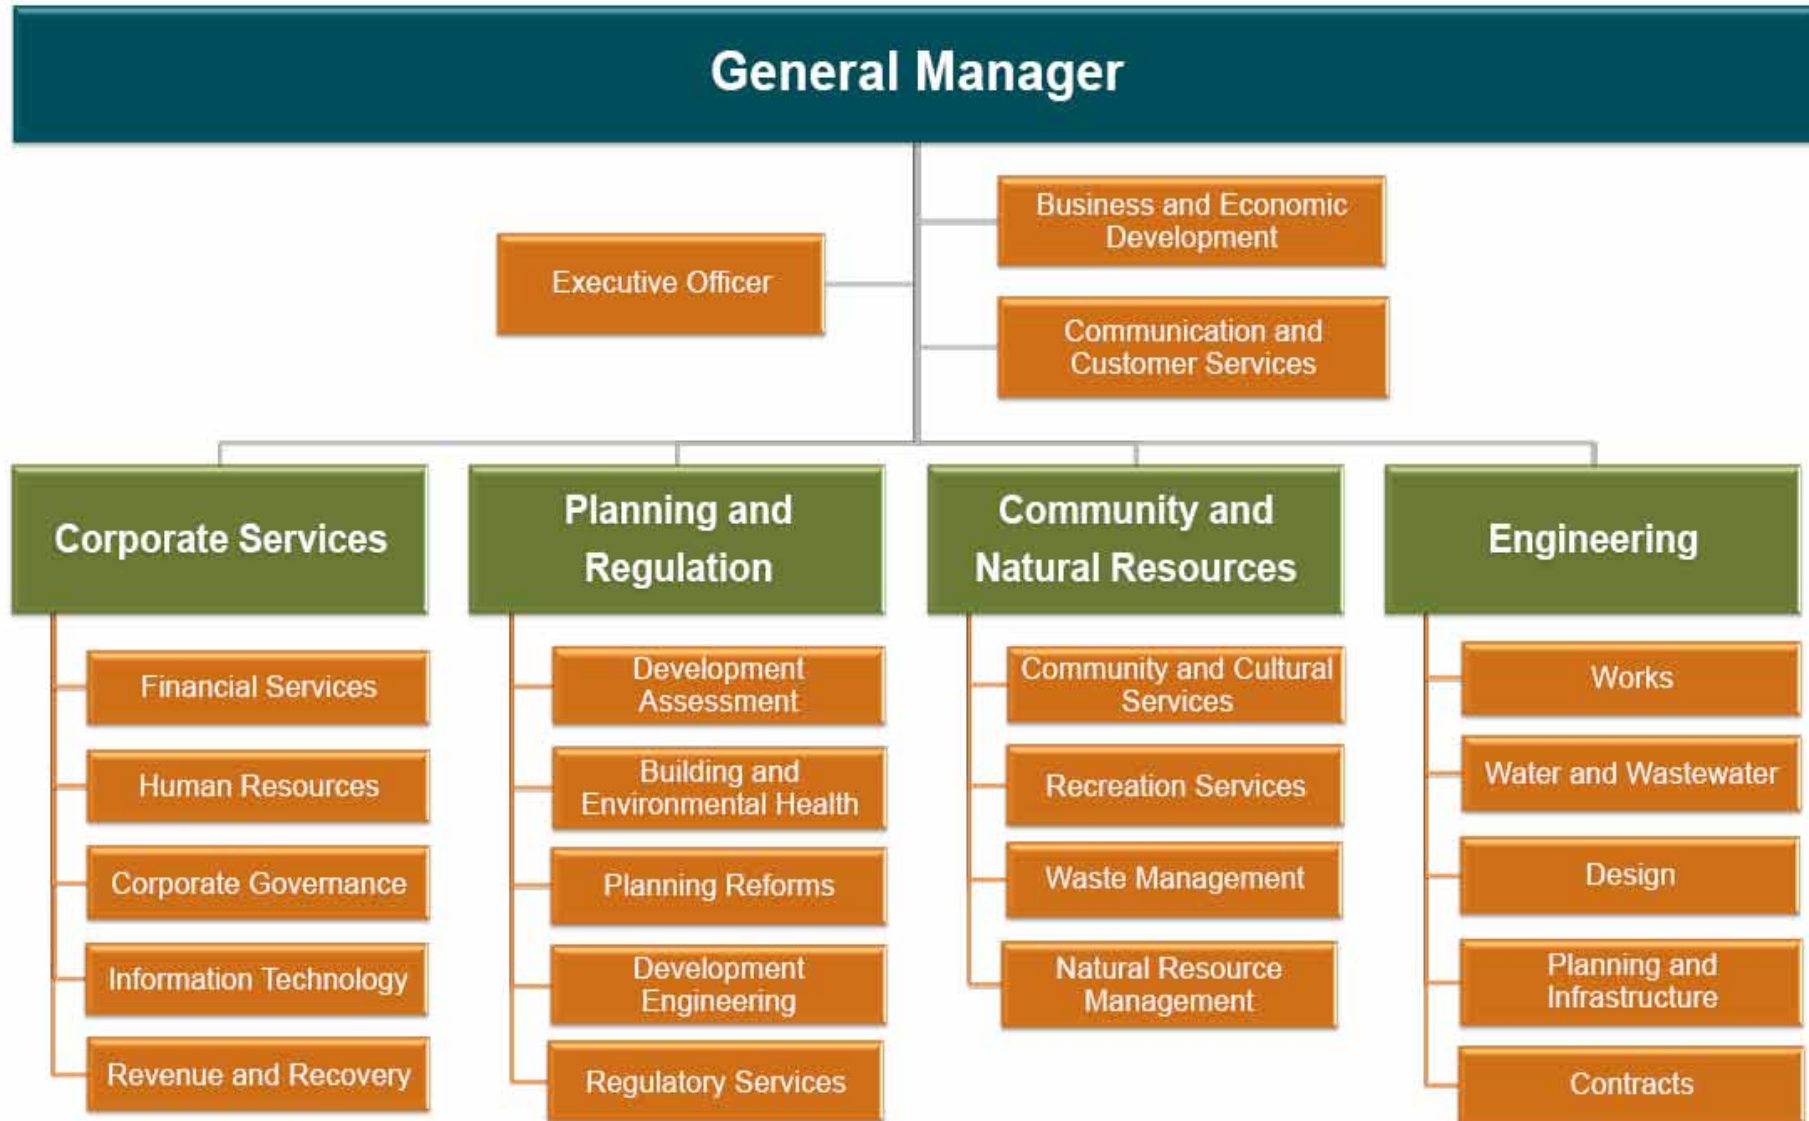 General Manager
Business and Economic
Development
Executive Officer
Communication and
Customer Services
Corporate Services
Financial Services
Human Resources
Corporate Governance
Information Technology
Revenue and Recovery
Planning and
Regulation
Development
Assessment
Building and
Environmental Health
Planning Reforms
Development
Engineering
Regulatory Services
Community and
Natural Resources
Community and Cultural
Services
Recreation Services
Waste Management
Natural Resource
Management
Engineering
Works
Water and Wastewater
Design
Planning and
Infrastructure
Contracts